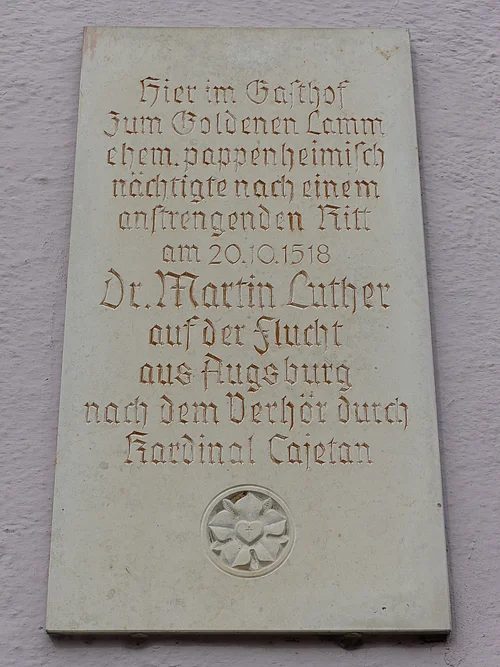 Hier im Gasthof
Zum Goldenen Lamm
ehem. pappenheimisch
nächtigte nach einem
anstrengenden Ritt
am 20.10.1518
Dr. Martin Luther
auf der Flucht
aus Augsburg
nach dem Verhör durch
Kardinal Cajetan